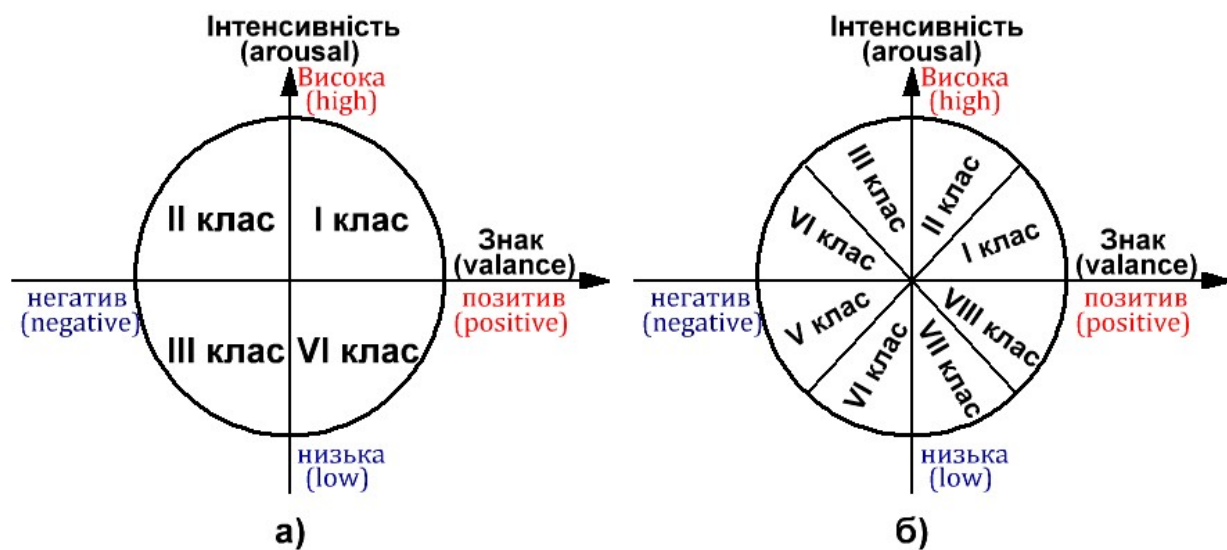 Інтенсивність
(arousal)
Висока
(high)
II клас
I клас
Знак
(valance)
негатив
(negative)
позитив
(positive)
III клас
VI клас
низька
(low)
а)
Інтенсивність
(arousal)
Висока
(high)
III клас
II клас
VI клас
I клас
Знак
(valance)
негатив
(negative)
позитив
(positive)
V клас
VIII клас
VI клас
VII клас
низька
(low)
б)